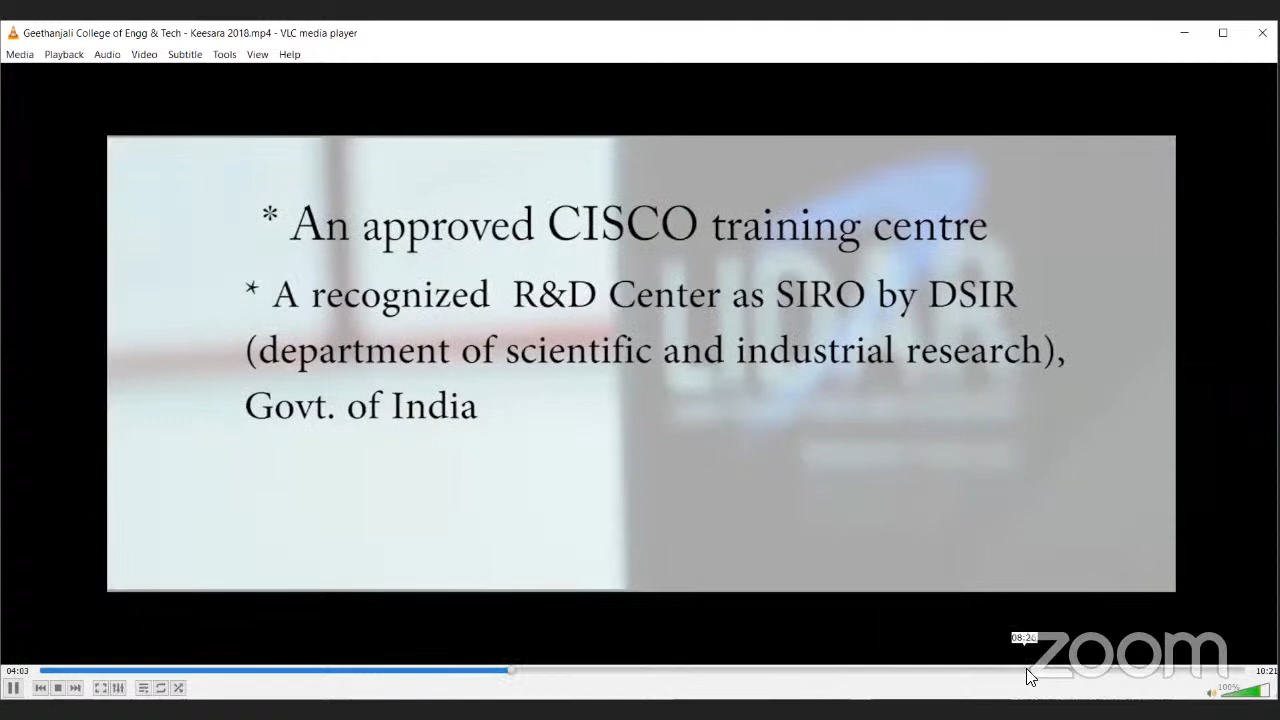 Geethanjali College of Engg & Tech - Keesara 2018.mp4 - VLC media player
Media Playback Audio Video Subtitle Tools View Help
* An approved CISCO training centre
* A recognized R&D Center as SIRO by DSIR
(department of scientific and industrial research),
Govt. of India
zoom
04:03
10:21
100%